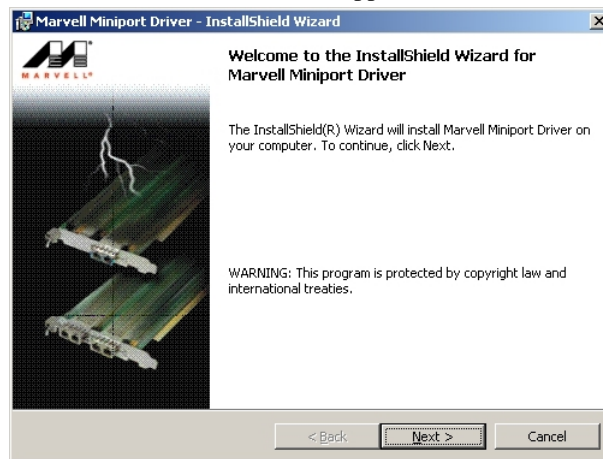 Marvell Miniport Driver - InstallShield Wizard
MARVELL®
Welcome to the InstallShield Wizard for
Marvell Miniport Driver
The InstallShield(R) Wizard will install Marvell Miniport Driver on
your computer. To continue, click Next.
WARNING: This program is protected by copyright law and
international treaties.
< Back
Next >
Cancel